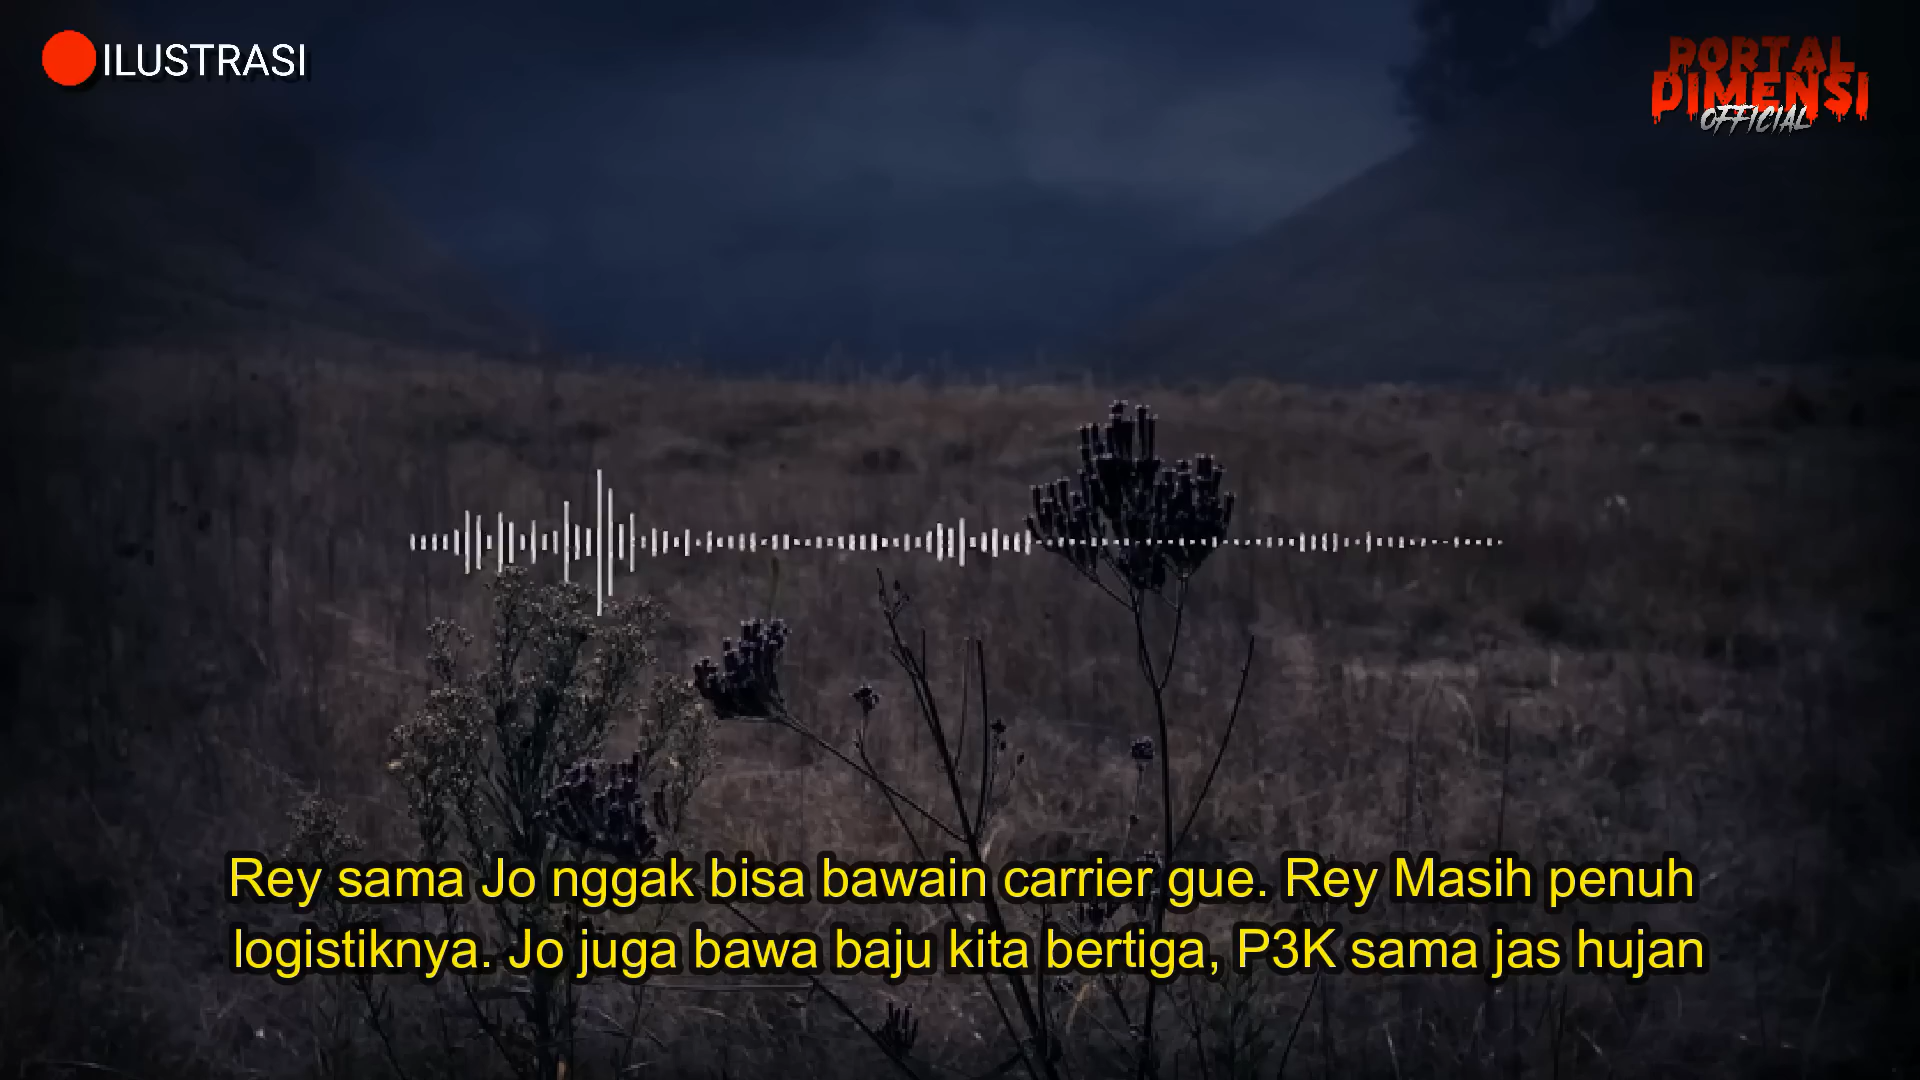 ILUSTRASI
PORTAL
DIMENSI
OFFICIAL
Rey sama Jo nggak bisa bawain carrier gue. Rey Masih penuh
logistiknya. Jo juga bawa baju kita bertiga, P3K sama jas hujan